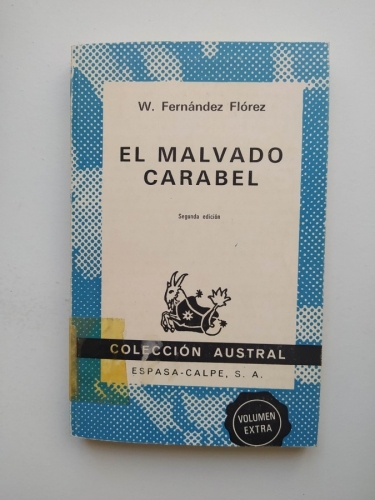 W. Fernández Flórez
EL MALVADO
CARABEL
Segunda edición
COLECCIÓN AUSTRAL
ESPASA-CALPE, S. A.
VOLUMEN
EXTRA